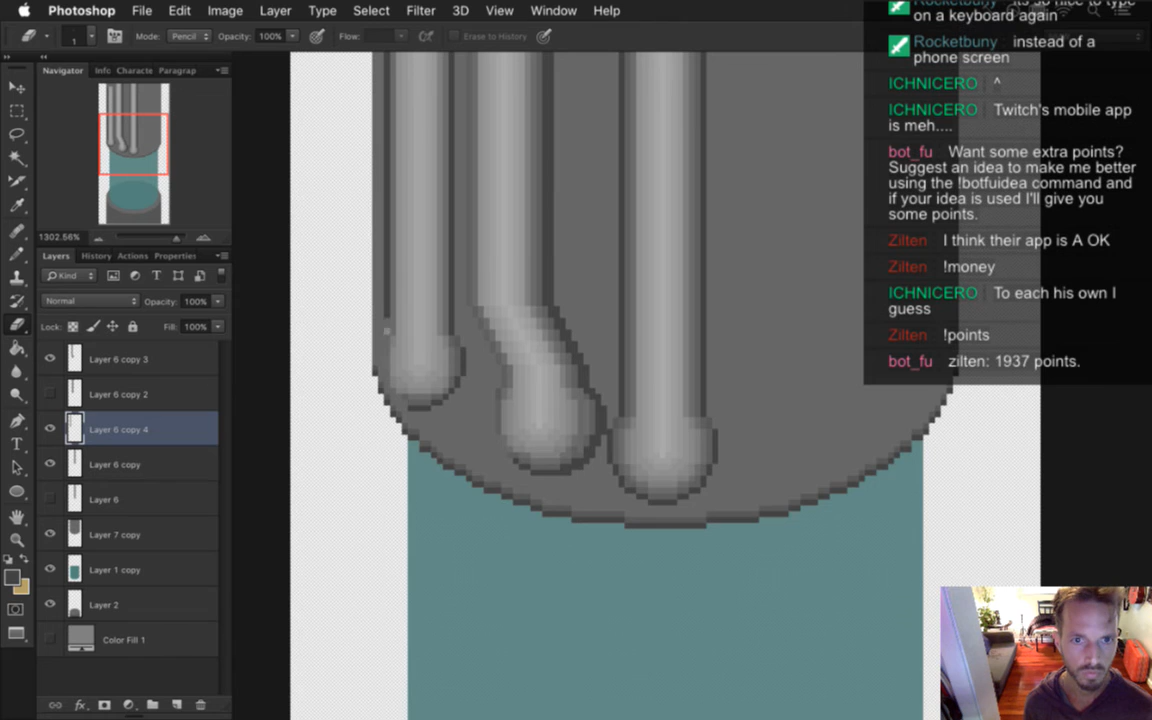 Photoshop File Edit Image Layer Type Select Filter 3D View Window Help
1 Mode: Pencil Opacity: 100% Flow: Erase to History
Navigator Info Characte Paragrap
1302.56%
Layers History Actions Properties
Kind
Normal Opacity: 100%
Lock: Fill: 100%
Layer 6 copy 3
Layer 6 copy 2
Layer 6 copy 4
Layer 6 copy
Layer 6
Layer 7 copy
Layer 1 copy
Layer 2
Color Fill 1
fx
on a keyboard again
Rocketbuny instead of a
phone screen
ICHNICERO ^
ICHNICERO Twitch's mobile app
is meh....
bot_fu Want some extra points?
Suggest an idea to make me better
using the !botfuidea command and
if your idea is used I'll give you
some points.
Zilten I think their app is A OK
Zilten !money
ICHNICERO To each his own I
guess
Zilten !points
bot_fu zilten: 1937 points.